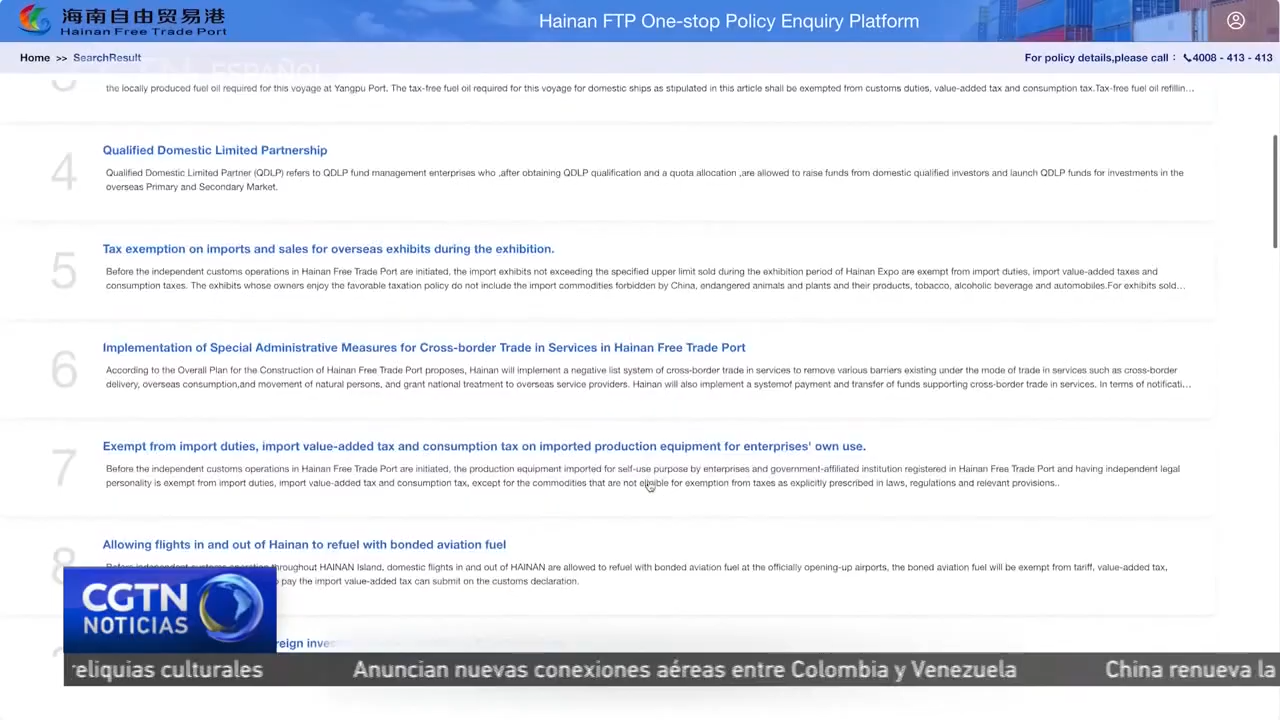 海南自由贸易港
Hainan Free Trade Port
Hainan FTP One-stop Policy Enquiry Platform
Home >> SearchResult
For policy details,please call : 4008 - 413 - 413
CGTN ESPAÑOL
the locally produced fuel oil required for this voyage at Yangpu Port. The tax-free fuel oil required for this voyage for domestic ships as stipulated in this article shall be exempted from customs duties, value-added tax and consumption tax.Tax-free fuel oil refillin...
4
Qualified Domestic Limited Partnership
Qualified Domestic Limited Partner (QDLP) refers to QDLP fund management enterprises who ,after obtaining QDLP qualification and a quota allocation ,are allowed to raise funds from domestic qualified investors and launch QDLP funds for investments in the
overseas Primary and Secondary Market.
5
Tax exemption on imports and sales for overseas exhibits during the exhibition.
Before the independent customs operations in Hainan Free Trade Port are initiated, the import exhibits not exceeding the specified upper limit sold during the exhibition period of Hainan Expo are exempt from import duties, import value-added taxes and
consumption taxes. The exhibits whose owners enjoy the favorable taxation policy do not include the import commodities forbidden by China, endangered animals and plants and their products, tobacco, alcoholic beverage and automobiles.For exhibits sold...
6
Implementation of Special Administrative Measures for Cross-border Trade in Services in Hainan Free Trade Port
According to the Overall Plan for the Construction of Hainan Free Trade Port proposes, Hainan will implement a negative list system of cross-border trade in services to remove various barriers existing under the mode of trade in services such as cross-border
delivery, overseas consumption,and movement of natural persons, and grant national treatment to overseas service providers. Hainan will also implement a systemof payment and transfer of funds supporting cross-border trade in services. In terms of notificati...
7
Exempt from import duties, import value-added tax and consumption tax on imported production equipment for enterprises' own use.
Before the independent customs operations in Hainan Free Trade Port are initiated, the production equipment imported for self-use purpose by enterprises and government-affiliated institution registered in Hainan Free Trade Port and having independent legal
personality is exempt from import duties, import value-added tax and consumption tax, except for the commodities that are not eligible for exemption from taxes as explicitly prescribed in laws, regulations and relevant provisions..
8
Allowing flights in and out of Hainan to refuel with bonded aviation fuel
throughout HAINAN Island, domestic flights in and out of HAINAN are allowed to refuel with bonded aviation fuel at the officially opening-up airports, the boned aviation fuel will be exempt from tariff, value-added tax,
pay the import value-added tax can submit on the customs declaration.
reign inves
CGTN
NOTICIAS
reliquias culturales Anuncian nuevas conexiones aéreas entre Colombia y Venezuela China renueva la